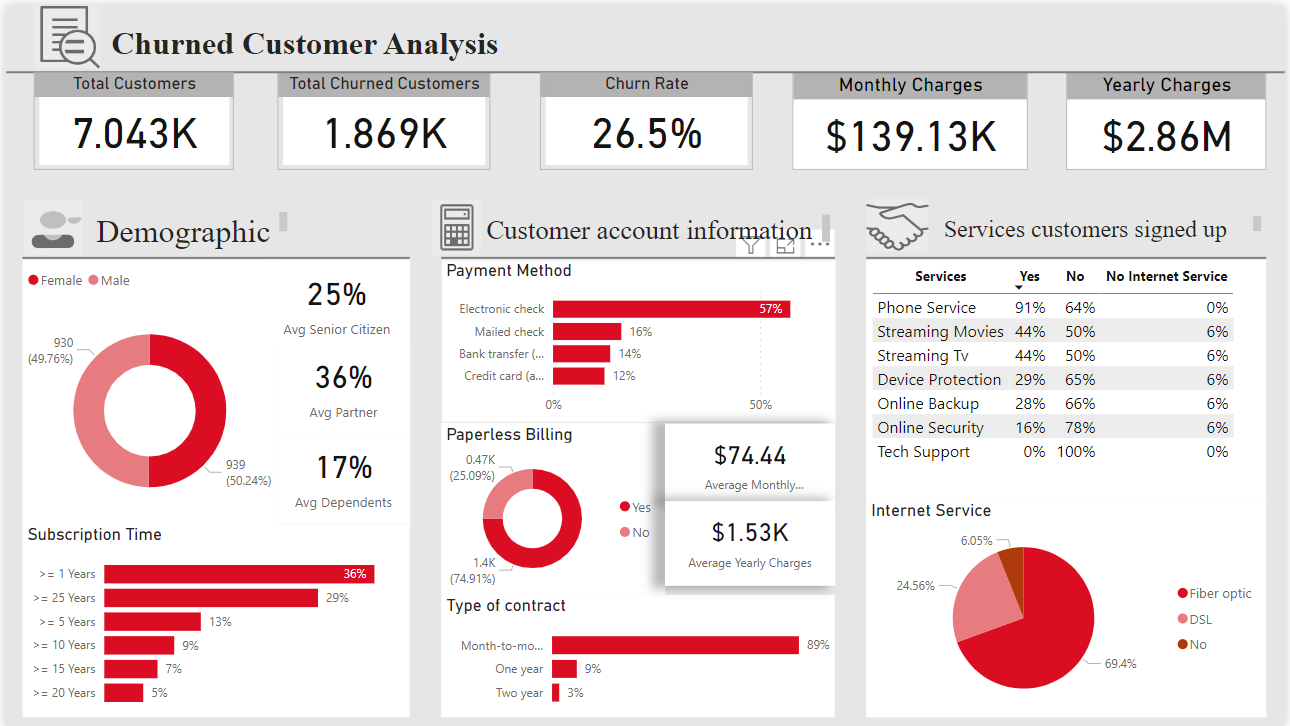 Churned Customer Analysis
Total Customers
7.043K
Total Churned Customers
1.869K
Churn Rate
26.5%
Monthly Charges
$139.13K
Yearly Charges
$2.86M
Demographic
Female Male
930
(49.76%)
939
(50.24%)
25%
Avg Senior Citizen
36%
Avg Partner
17%
Avg Dependents
Subscription Time
>= 1 Years 36%
>= 25 Years 29%
>= 5 Years 13%
>= 10 Years 9%
>= 15 Years 7%
>= 20 Years 5%
Customer account information
Payment Method
Electronic check 57%
Mailed check 16%
Bank transfer (... 14%
Credit card (a... 12%
0% 50%
Paperless Billing
0.47K
(25.09%)
1.4K
(74.91%)
Yes
No
$74.44
Average Monthly...
$1.53K
Average Yearly Charges
Type of contract
Month-to-mo... 89%
One year 9%
Two year 3%
Services customers signed up
Services Yes No No Internet Service
Phone Service 91% 64% 0%
Streaming Movies 44% 50% 6%
Streaming Tv 44% 50% 6%
Device Protection 29% 65% 6%
Online Backup 28% 66% 6%
Online Security 16% 78% 6%
Tech Support 0% 100% 0%
Internet Service
6.05%
24.56%
69.4%
Fiber optic
DSL
No